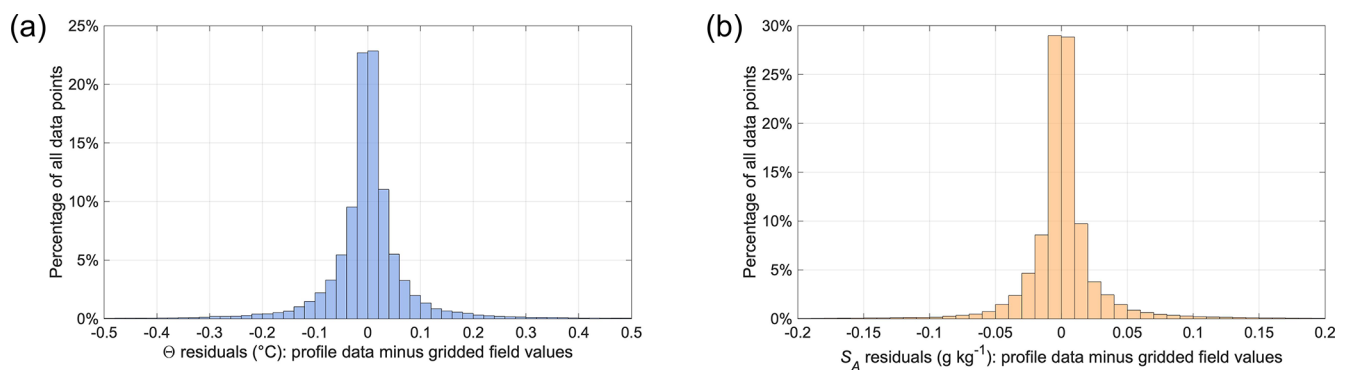 (a)
25%
20%
15%
10%
5%
0%
Percentage of all data points
-0.5 -0.4 -0.3 -0.2 -0.1 0 0.1 0.2 0.3 0.4 0.5
Θ residuals (°C): profile data minus gridded field values
(b)
30%
25%
20%
15%
10%
5%
0%
Percentage of all data points
-0.2 -0.15 -0.1 -0.05 0 0.05 0.1 0.15 0.2
S_A residuals (g kg⁻¹): profile data minus gridded field values